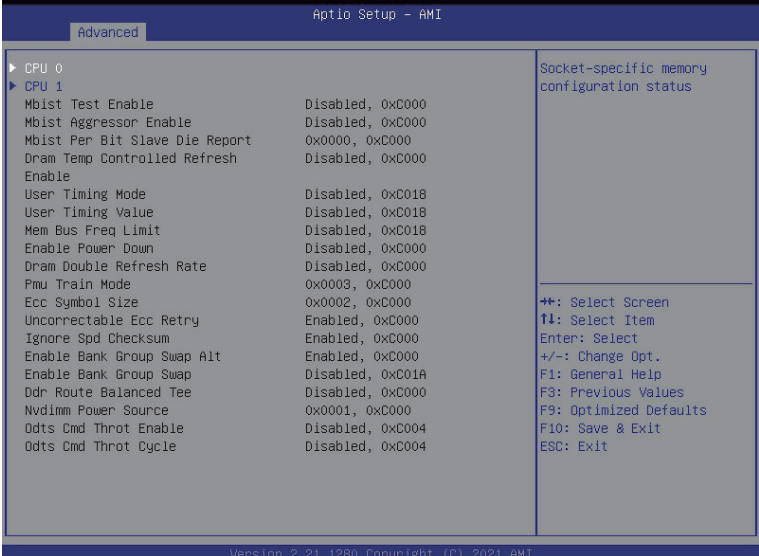 Aptio Setup – AMI
Advanced
CPU 0
CPU 1
Mbist Test Enable Disabled, 0xC000
Mbist Aggressor Enable Disabled, 0xC000
Mbist Per Bit Slave Die Report 0x0000, 0xC000
Dram Temp Controlled Refresh Disabled, 0xC000
Enable
User Timing Mode Disabled, 0xC018
User Timing Value Disabled, 0xC018
Mem Bus Freq Limit Disabled, 0xC018
Enable Power Down Disabled, 0xC000
Dram Double Refresh Rate Disabled, 0xC000
Pmu Train Mode 0x0003, 0xC000
Ecc Symbol Size 0x0002, 0xC000
Uncorrectable Ecc Retry Enabled, 0xC000
Ignore Spd Checksum Enabled, 0xC000
Enable Bank Group Swap Alt Enabled, 0xC000
Enable Bank Group Swap Disabled, 0xC01A
Ddr Route Balanced Tee Disabled, 0xC000
Nvdimm Power Source 0x0001, 0xC000
Odts Cmd Throt Enable Disabled, 0xC004
Odts Cmd Throt Cycle Disabled, 0xC004
Socket-specific memory
configuration status
→←: Select Screen
↑↓: Select Item
Enter: Select
+/-: Change Opt.
F1: General Help
F3: Previous Values
F9: Optimized Defaults
F10: Save & Exit
ESC: Exit
Version 2.21.1280 Copyright (C) 2021 AMI